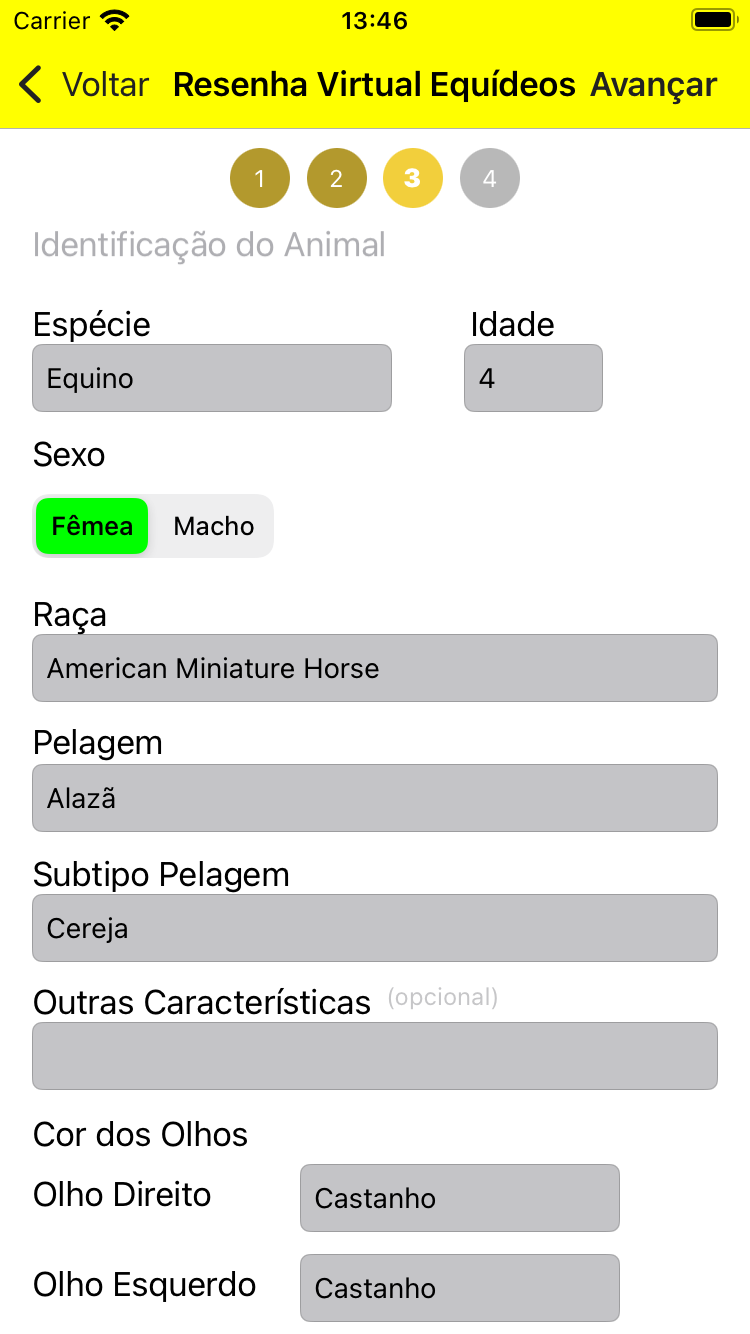 Carrier 13:46
Voltar Resenha Virtual Equídeos Avançar
1 2 3 4
Identificação do Animal
Espécie Idade
Equino 4
Sexo
Fêmea Macho
Raça
American Miniature Horse
Pelagem
Alazã
Subtipo Pelagem
Cereja
Outras Características (opcional)
Cor dos Olhos
Olho Direito Castanho
Olho Esquerdo Castanho